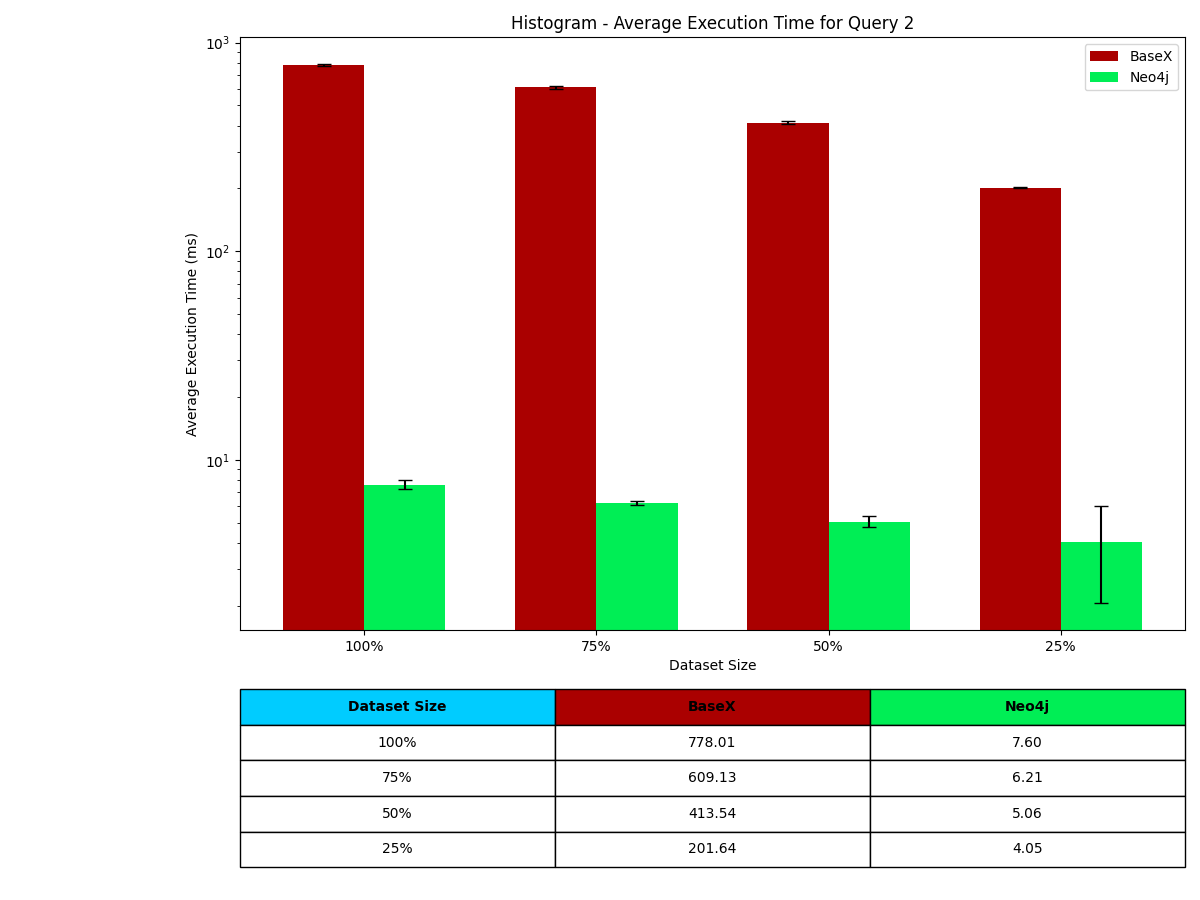 Histogram - Average Execution Time for Query 2
BaseX
Neo4j
Average Execution Time (ms)
10³
10²
10¹
100% 75% 50% 25%
Dataset Size
Dataset Size BaseX Neo4j
100% 778.01 7.60
75% 609.13 6.21
50% 413.54 5.06
25% 201.64 4.05